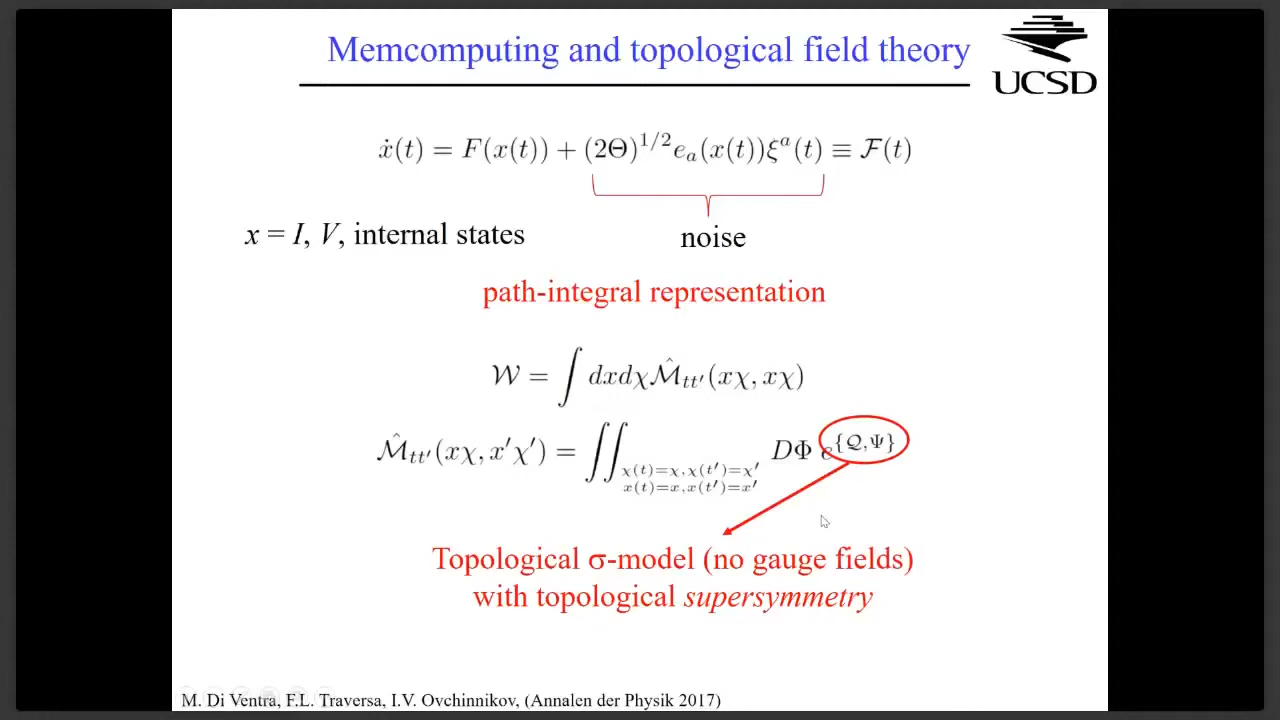 Memcomputing and topological field theory
UCSD
ẋ(t) = F(x(t)) + (2Θ)^{1/2} e_a(x(t))ξ^a(t) ≡ ℱ(t)
x = I, V, internal states
noise
path-integral representation
𝒲 = ∫ dxdχ ℳ̂_{tt′}(xχ, xχ)
ℳ̂_{tt′}(xχ, x′χ′) = ∬_{χ(t)=χ,χ(t′)=χ′ x(t)=x,x(t′)=x′} DΦ e^{{𝒬,Ψ}}
Topological σ-model (no gauge fields)
with topological supersymmetry
M. Di Ventra, F.L. Traversa, I.V. Ovchinnikov, (Annalen der Physik 2017)